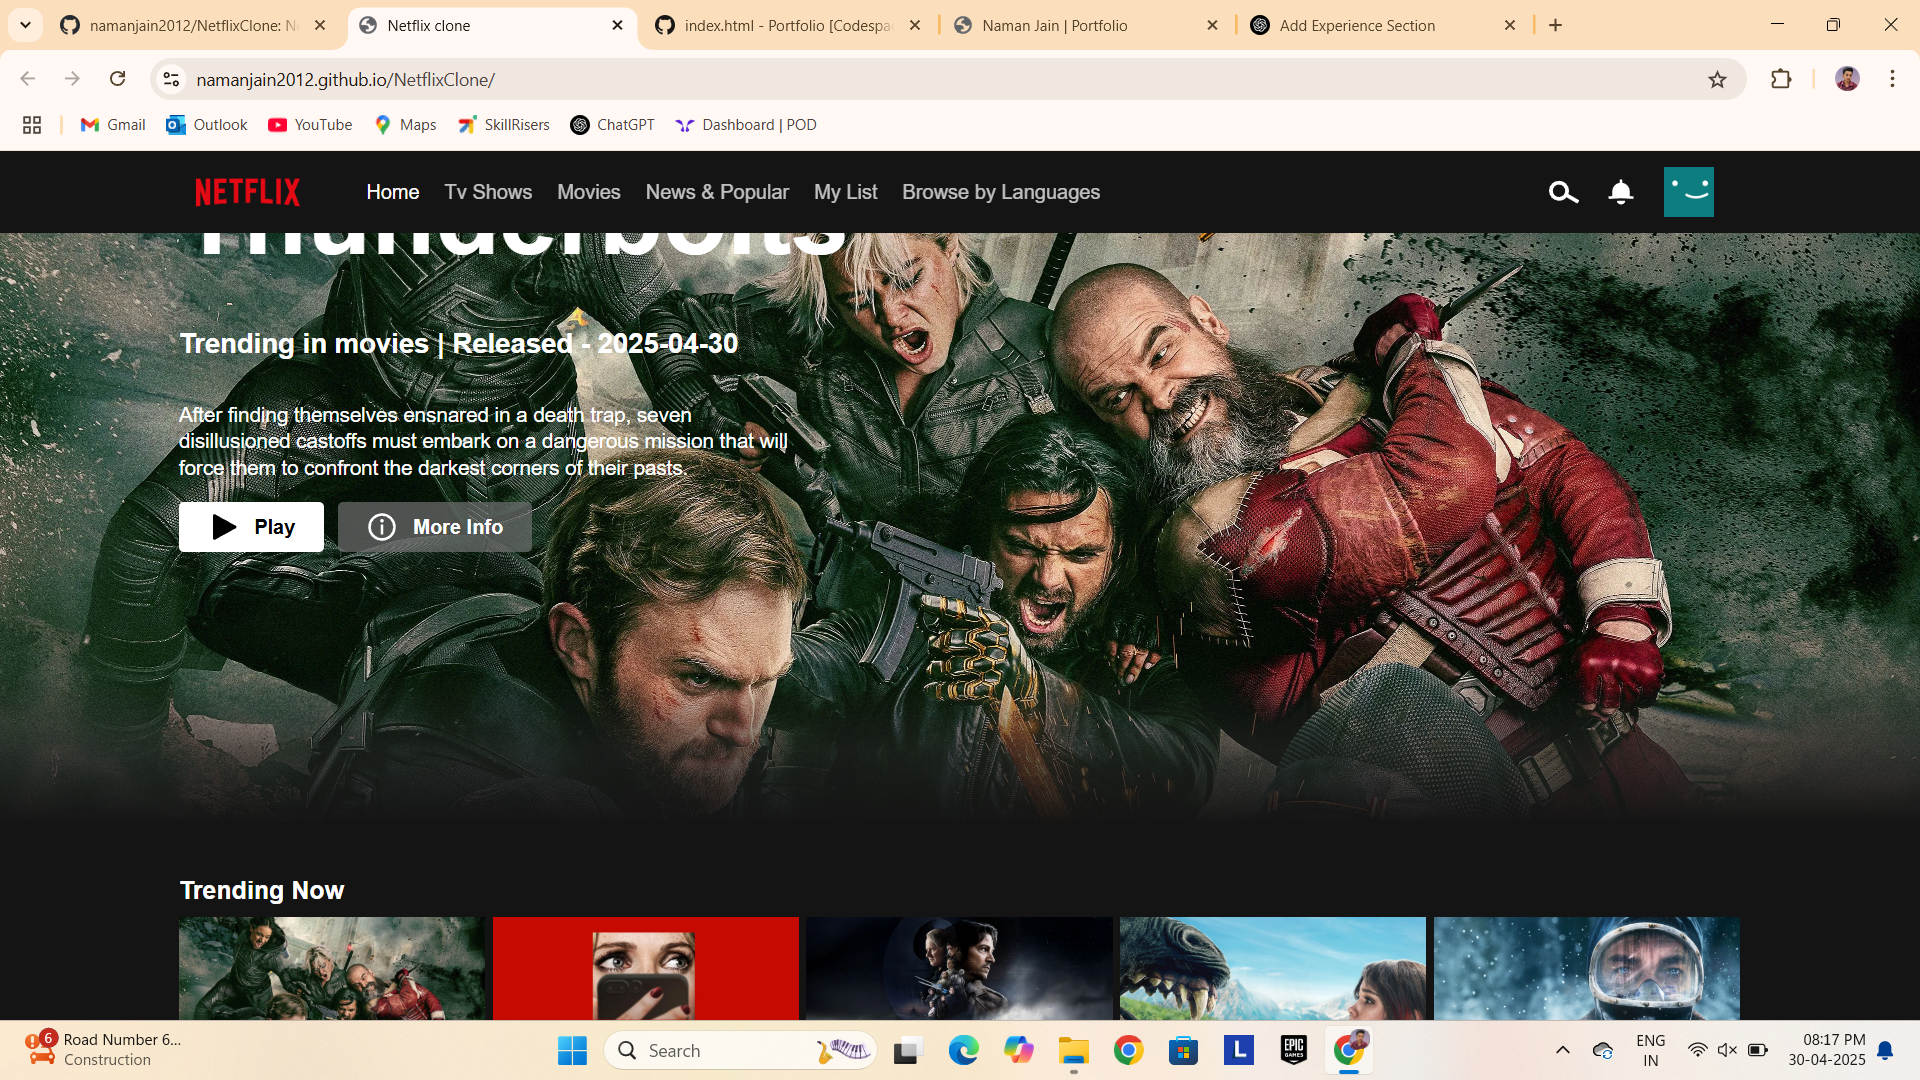 namanjain2012/NetflixClone: N
Netflix clone
index.html - Portfolio [Codespa
Naman Jain | Portfolio
Add Experience Section
namanjain2012.github.io/NetflixClone/
Gmail
Outlook
YouTube
Maps
SkillRisers
ChatGPT
Dashboard | POD
NETFLIX
Home
Tv Shows
Movies
News & Popular
My List
Browse by Languages
Thunderbolts
Trending in movies | Released - 2025-04-30
After finding themselves ensnared in a death trap, seven
disillusioned castoffs must embark on a dangerous mission that will
force them to confront the darkest corners of their pasts.
Play
More Info
Trending Now
6
Road Number 6...
Construction
Search
L
EPIC
GAMES
ENG
IN
08:17 PM
30-04-2025